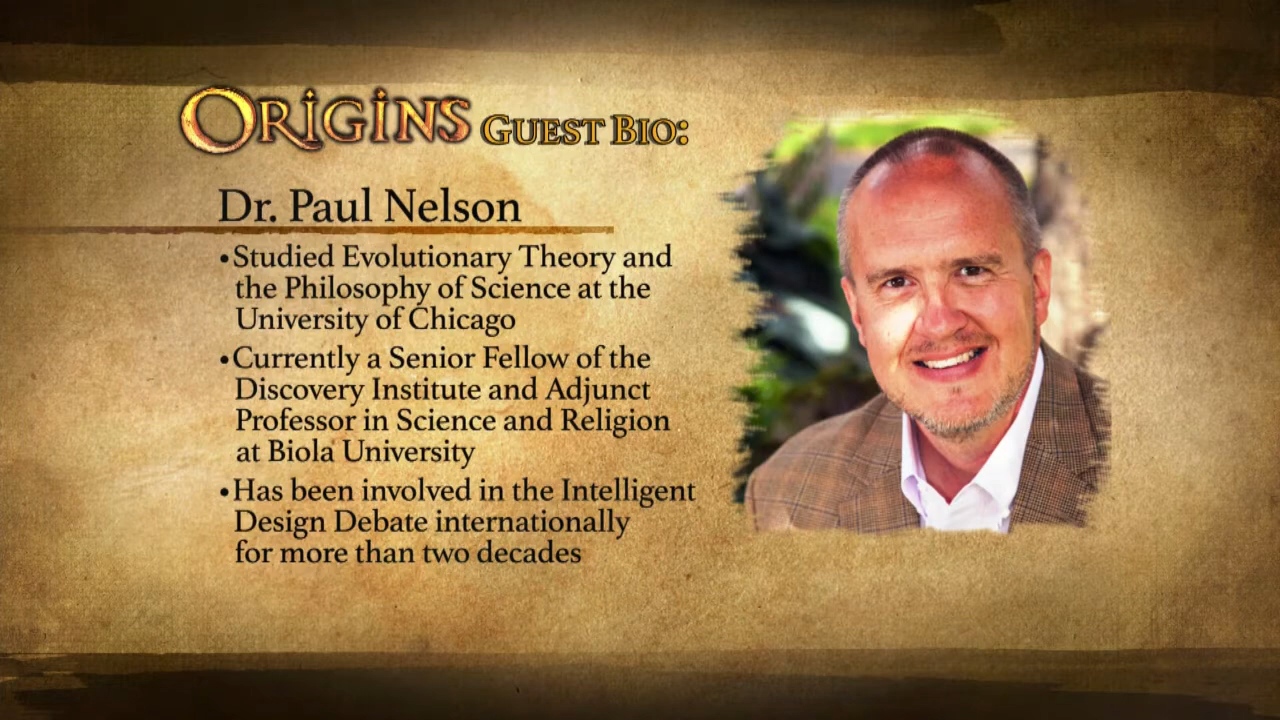 ORiGiNS GUEST BIO:
Dr. Paul Nelson
•Studied Evolutionary Theory and
the Philosophy of Science at the
University of Chicago
•Currently a Senior Fellow of the
Discovery Institute and Adjunct
Professor in Science and Religion
at Biola University
•Has been involved in the Intelligent
Design Debate internationally
for more than two decades